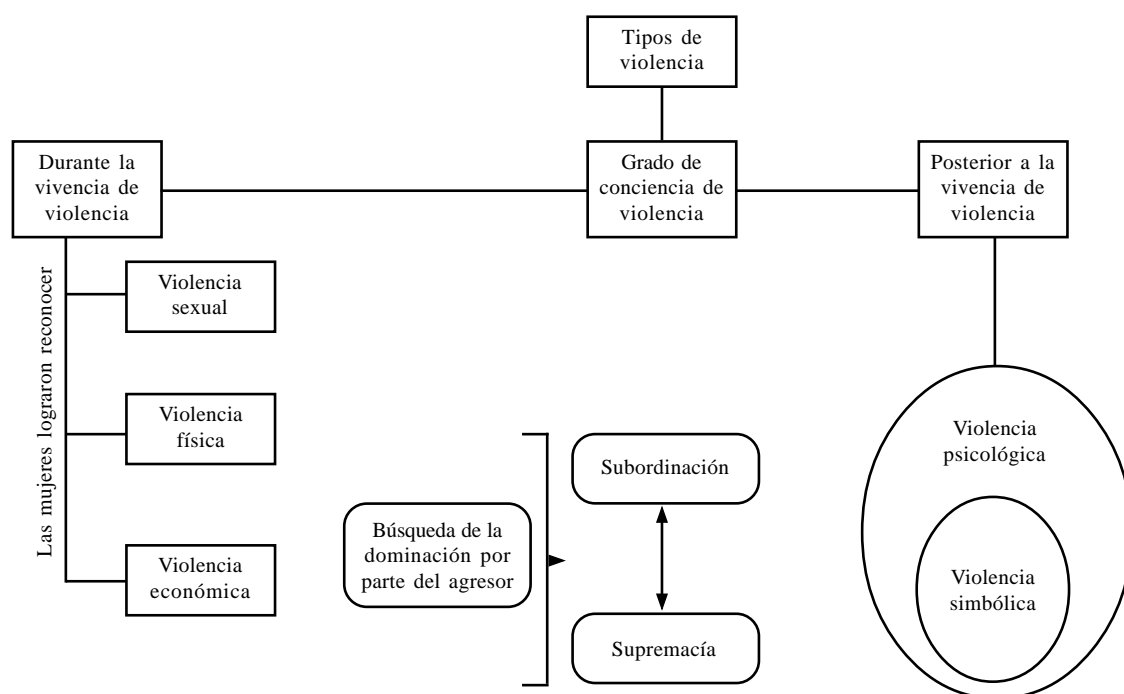 Tipos de
violencia
Durante la
vivencia de
violencia
Grado de
conciencia de
violencia
Posterior a la
vivencia de
violencia
Las mujeres lograron reconocer
Violencia
sexual
Violencia
física
Violencia
económica
Búsqueda de la
dominación por
parte del agresor
Subordinación
Supremacía
Violencia
psicológica
Violencia
simbólica